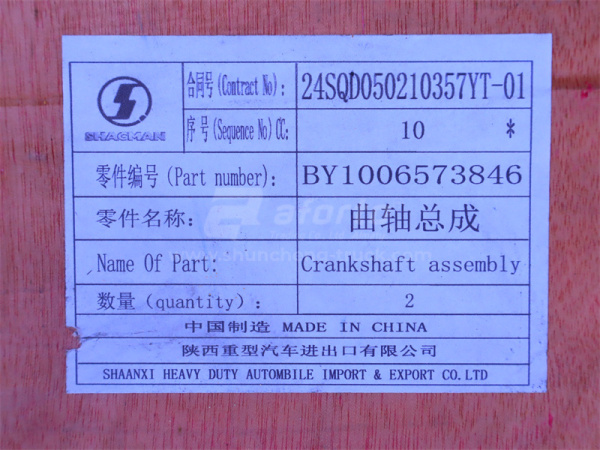 SHACMAN
合同号(Contract No): 24SQD050210357YT-01
序号(Sequence No)CC: 10 *
零件编号(Part number): BY1006573846
零件名称: 曲轴总成
Name Of Part: Crankshaft assembly
数量(quantity): 2
中国制造 MADE IN CHINA
陕西重型汽车进出口有限公司
SHAANXI HEAVY DUTY AUTOMBILE IMPORT & EXPORT CO.LTD